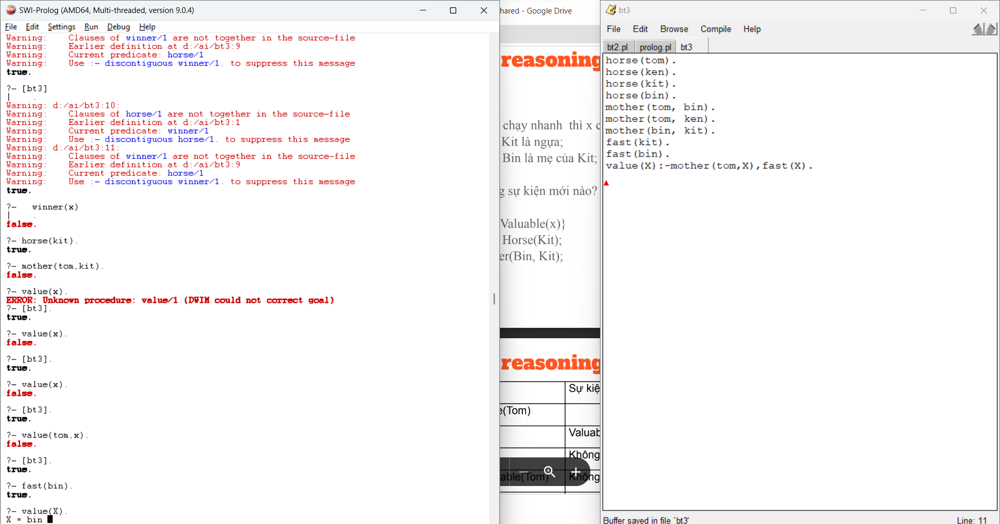 SWI-Prolog (AMD64, Multi-threaded, version 9.0.4)
File Edit Settings Run Debug Help
Warning:    Clauses of winner/1 are not together in the source-file
Warning:    Earlier definition at d:/ai/bt3:9
Warning:    Current predicate: horse/1
Warning:    Use :- discontiguous winner/1. to suppress this message
true.
?- [bt3]
|    .
Warning: d:/ai/bt3:10:
Warning:    Clauses of horse/1 are not together in the source-file
Warning:    Earlier definition at d:/ai/bt3:1
Warning:    Current predicate: winner/1
Warning:    Use :- discontiguous horse/1. to suppress this message
Warning: d:/ai/bt3:11:
Warning:    Clauses of winner/1 are not together in the source-file
Warning:    Earlier definition at d:/ai/bt3:9
Warning:    Current predicate: horse/1
Warning:    Use :- discontiguous winner/1. to suppress this message
true.
?-   winner(x)
|    .
false.
?- horse(kit).
true.
?- mother(tom,kit).
false.
?- value(x).
ERROR: Unknown procedure: value/1 (DWIM could not correct goal)
?- [bt3].
true.
?- value(x).
false.
?- [bt3].
true.
?- value(x).
false.
?- [bt3].
true.
?- value(tom,x).
false.
?- [bt3].
true.
?- fast(bin).
true.
?- value(X).
X = bin
hared - Google Drive
reasoning
chạy nhanh thì x c
Kit là ngựa;
Bin là mẹ của Kit;
g sự kiện mới nào?
Valuable(x)}
Horse(Kit);
er(Bin, Kit);
reasoning
Sự kiệ
e(Tom)
Valuab
Không
able(Tom) Không
bt3
File Edit Browse Compile Help
bt2.pl prolog.pl bt3
horse(tom).
horse(ken).
horse(kit).
horse(bin).
mother(tom, bin).
mother(tom, ken).
mother(bin, kit).
fast(kit).
fast(bin).
value(X):-mother(tom,X),fast(X).
Buffer saved in file `bt3'
Line: 11